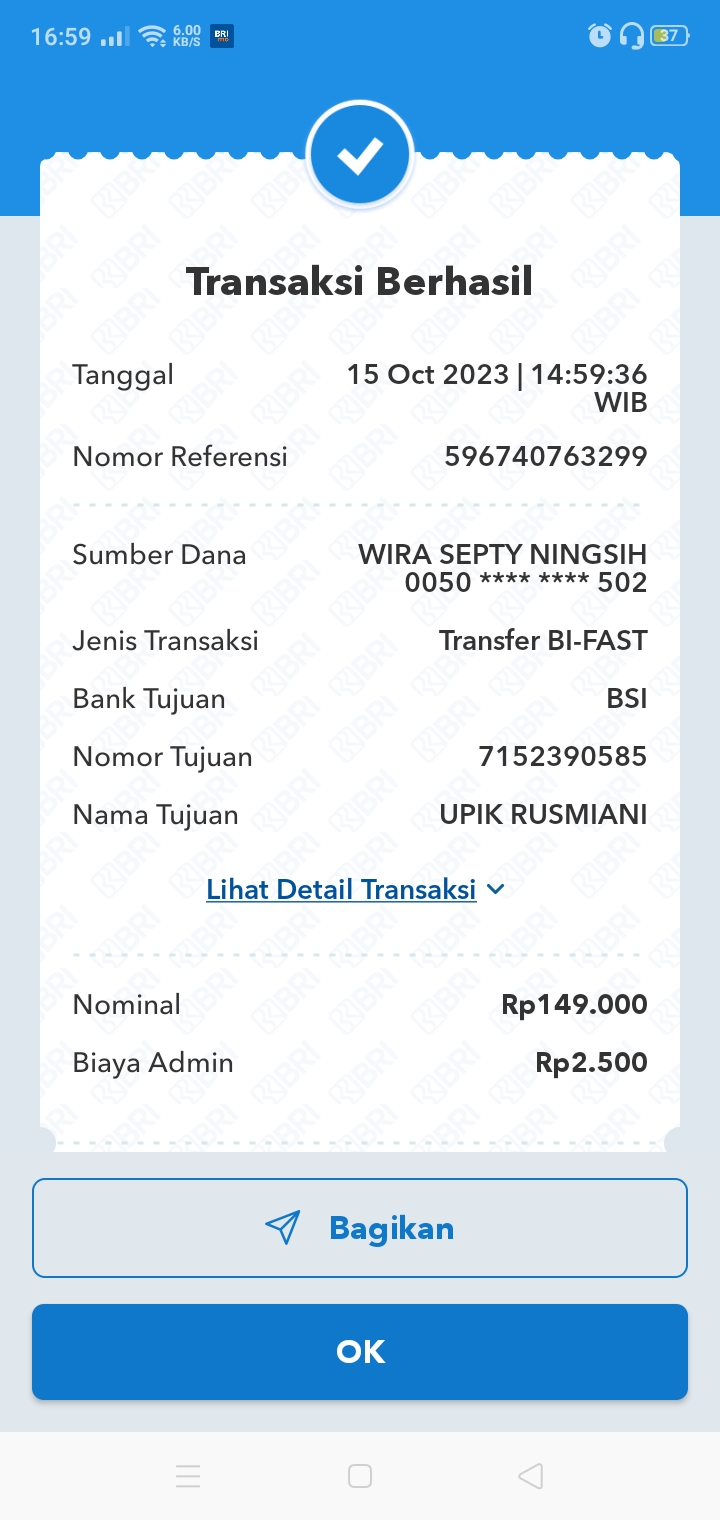 16:59 6.00 KB/S BRI mo 37
Transaksi Berhasil
Tanggal 15 Oct 2023 | 14:59:36
WIB
Nomor Referensi 596740763299
Sumber Dana WIRA SEPTY NINGSIH
0050 **** **** 502
Jenis Transaksi Transfer BI-FAST
Bank Tujuan BSI
Nomor Tujuan 7152390585
Nama Tujuan UPIK RUSMIANI
Lihat Detail Transaksi
Nominal Rp149.000
Biaya Admin Rp2.500
Bagikan
OK